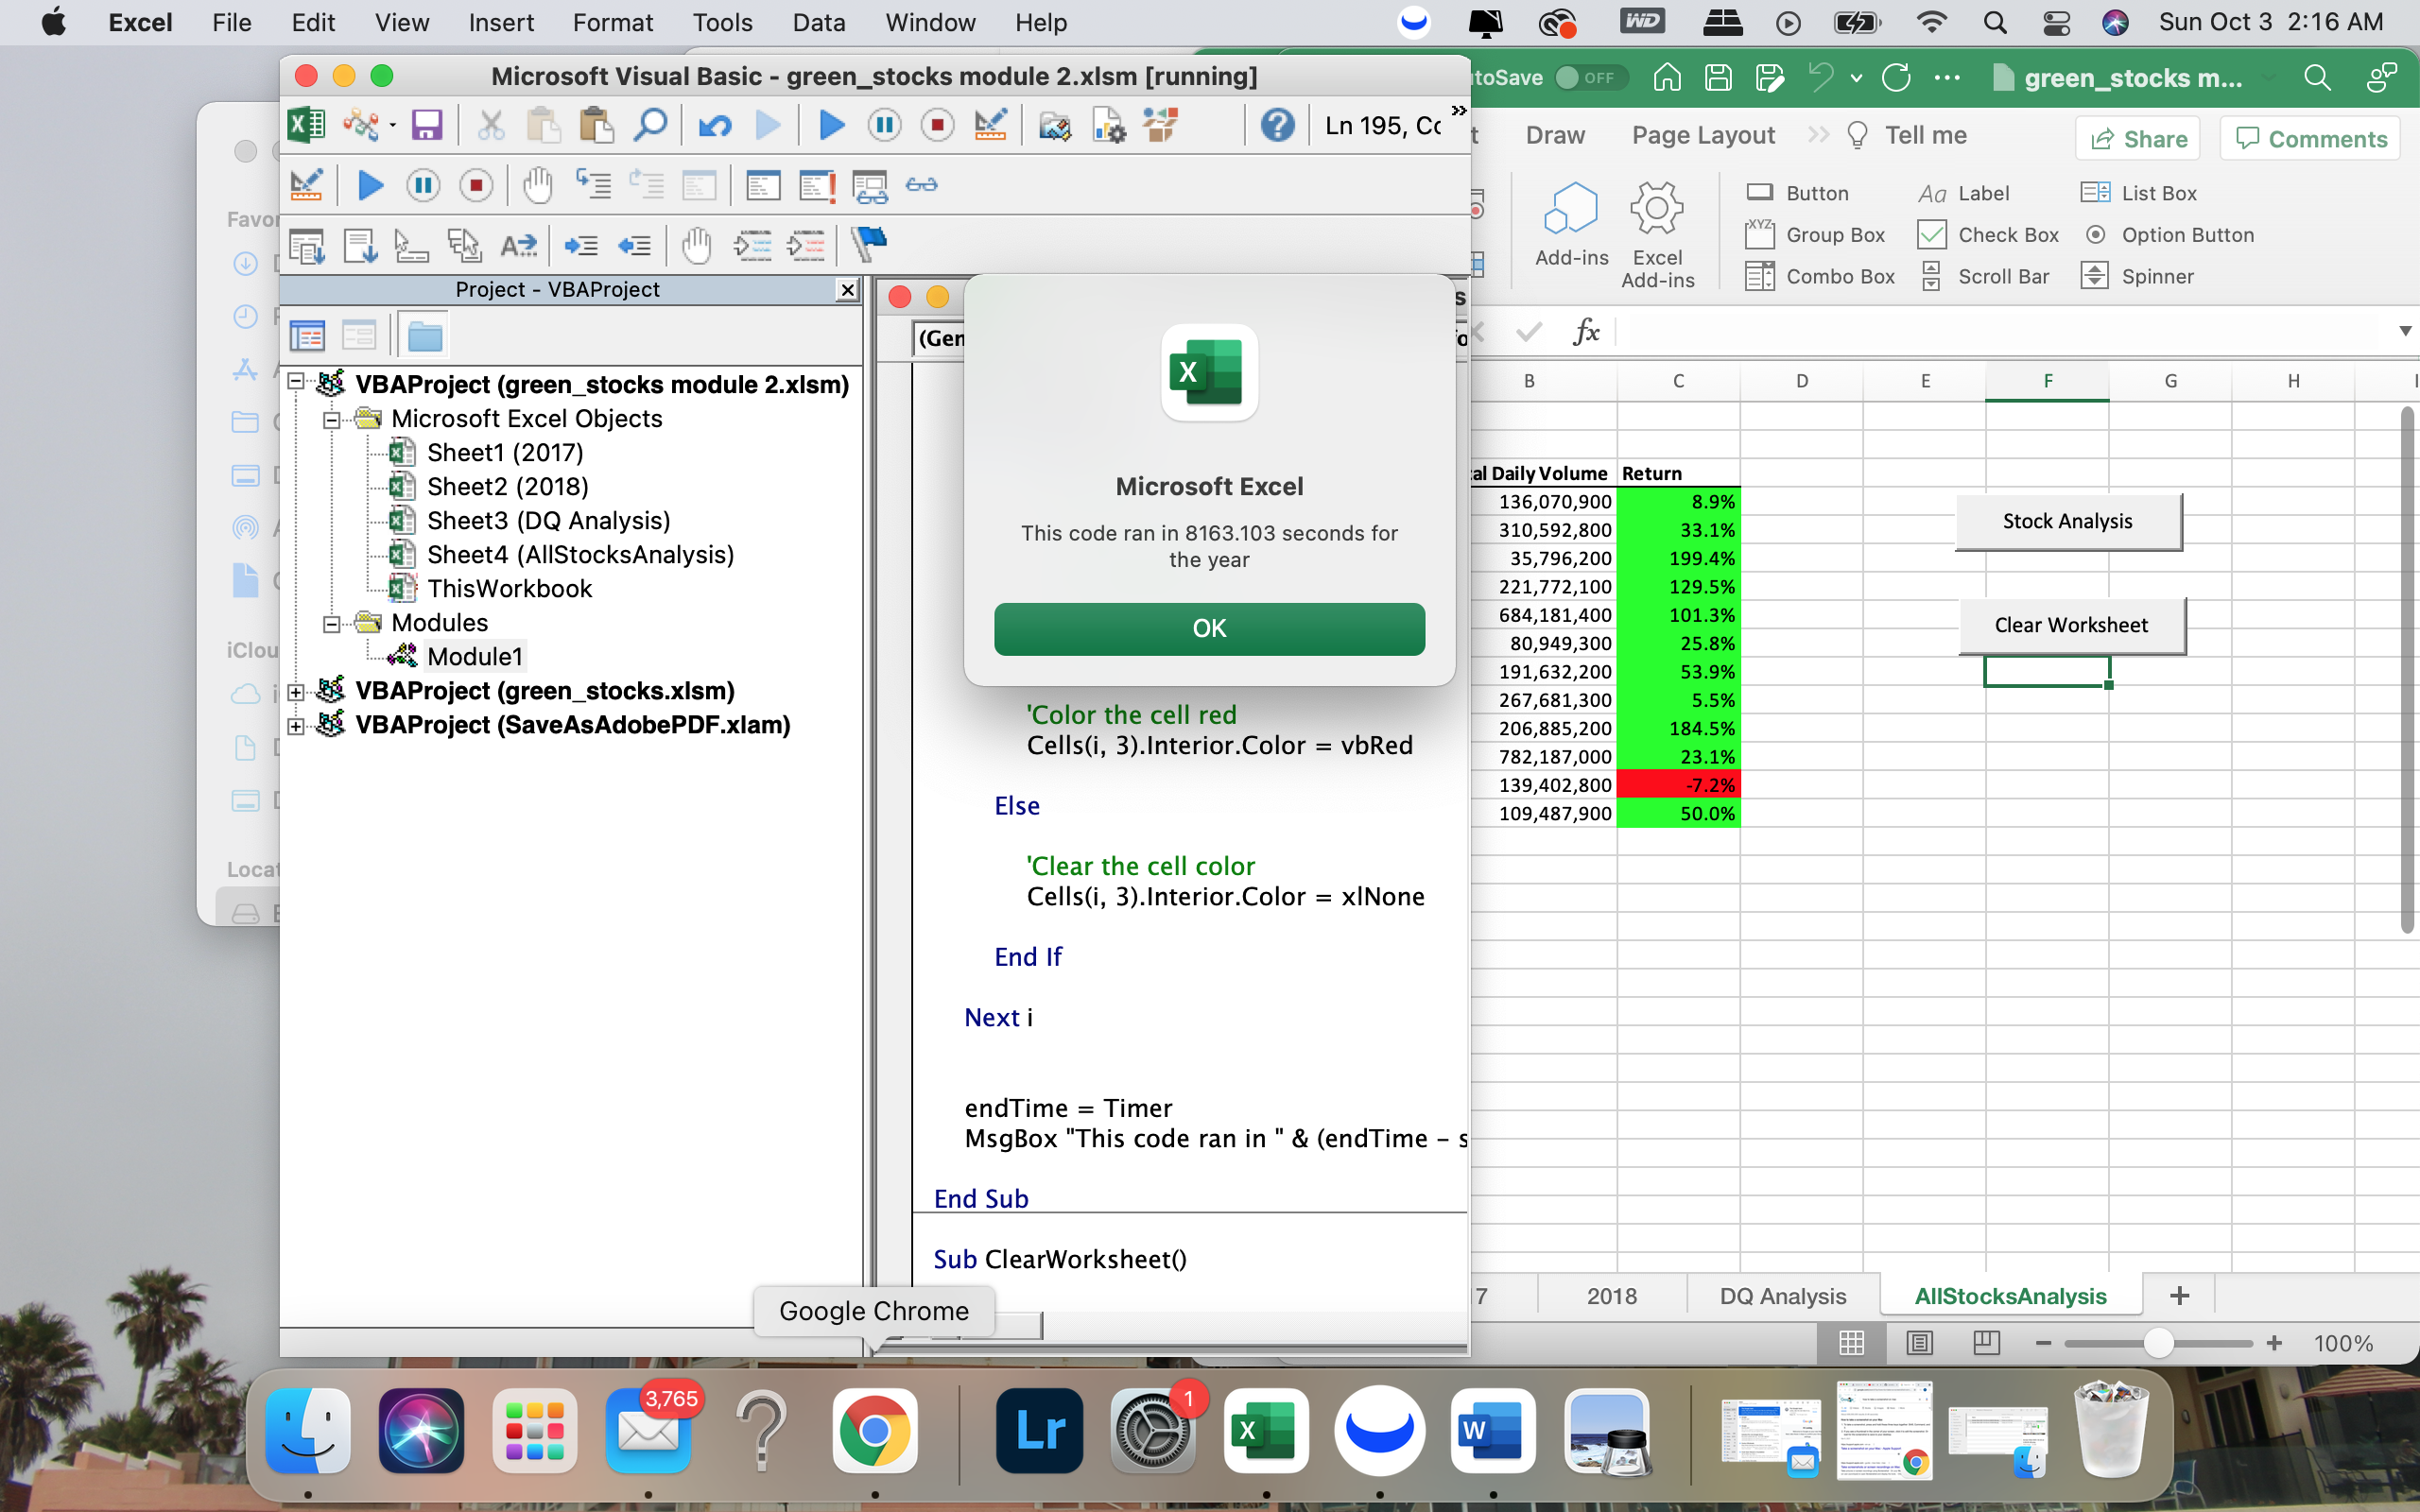 Excel File Edit View Insert Format Tools Data Window Help WD Sun Oct 3 2:16 AM
Microsoft Visual Basic - green_stocks module 2.xlsm [running]
toSave OFF green_stocks m...
Ln 195, Co
Draw Page Layout Tell me Share Comments
Add-ins
Excel Add-ins
Button
Group Box
Combo Box
Label
Check Box
Scroll Bar
List Box
Option Button
Spinner
XYZ
Aa
fx
Favor
iClou
Locat
Project - VBAProject
VBAProject (green_stocks module 2.xlsm)
Microsoft Excel Objects
Sheet1 (2017)
Sheet2 (2018)
Sheet3 (DQ Analysis)
Sheet4 (AllStocksAnalysis)
ThisWorkbook
Modules
Module1
VBAProject (green_stocks.xlsm)
VBAProject (SaveAsAdobePDF.xlam)
(Gen
Microsoft Excel
This code ran in 8163.103 seconds for
the year
OK
'Color the cell red
Cells(i, 3).Interior.Color = vbRed
Else
'Clear the cell color
Cells(i, 3).Interior.Color = xlNone
End If
Next i
endTime = Timer
MsgBox "This code ran in " & (endTime - s
End Sub
Sub ClearWorksheet()
B C D E F G H I
al Daily Volume Return
136,070,900 8.9%
310,592,800 33.1%
35,796,200 199.4%
221,772,100 129.5%
684,181,400 101.3%
80,949,300 25.8%
191,632,200 53.9%
267,681,300 5.5%
206,885,200 184.5%
782,187,000 23.1%
139,402,800 -7.2%
109,487,900 50.0%
Stock Analysis
Clear Worksheet
7 2018 DQ Analysis AllStocksAnalysis +
100%
Google Chrome
3,765
Lr
1
X
W